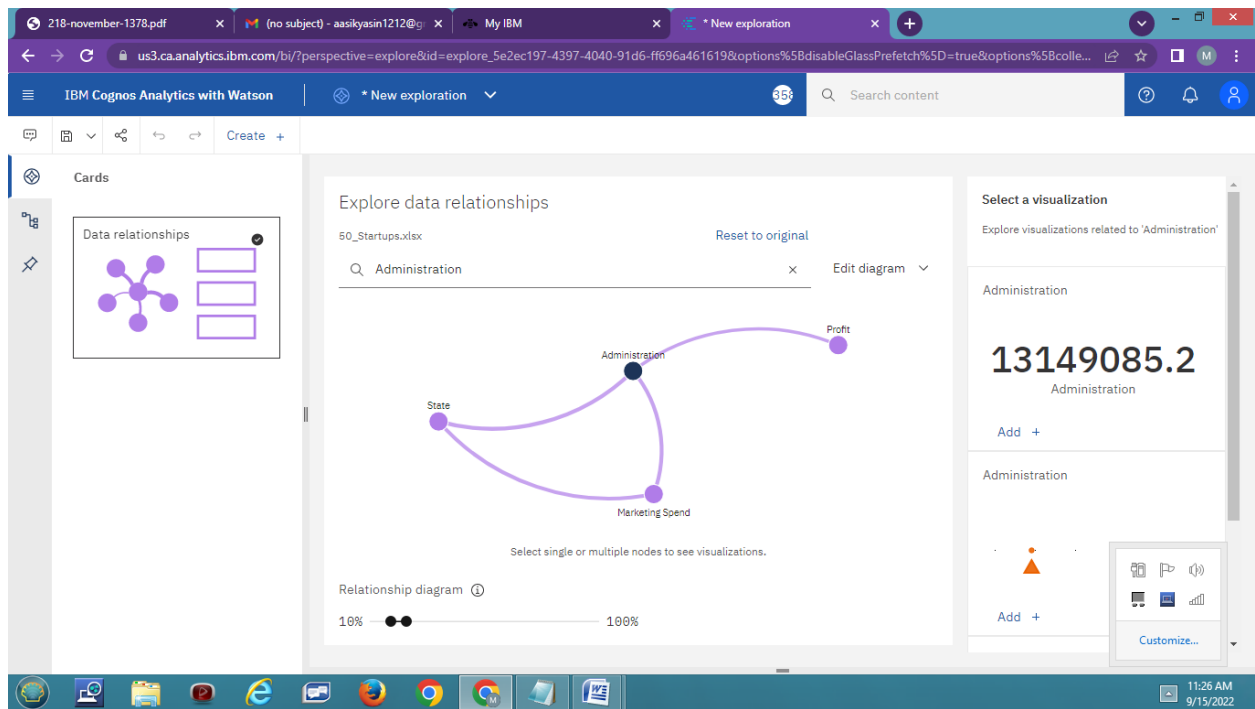 218-november-1378.pdf
(no subject) - aasikyasin1212@g
My IBM
* New exploration
us3.ca.analytics.ibm.com/bi/?perspective=explore&id=explore_5e2ec197-4397-4040-91d6-ff696a461619&options%5BdisableGlassPrefetch%5D=true&options%5Bcolle...
M
IBM Cognos Analytics with Watson
* New exploration
Search content
Create +
Cards
Data relationships
Explore data relationships
50_Startups.xlsx
Reset to original
Administration
Edit diagram
Profit
Administration
State
Marketing Spend
Select single or multiple nodes to see visualizations.
Relationship diagram
10%
100%
Select a visualization
Explore visualizations related to 'Administration'
Administration
13149085.2
Administration
Add +
Administration
Add +
Customize...
11:26 AM
9/15/2022